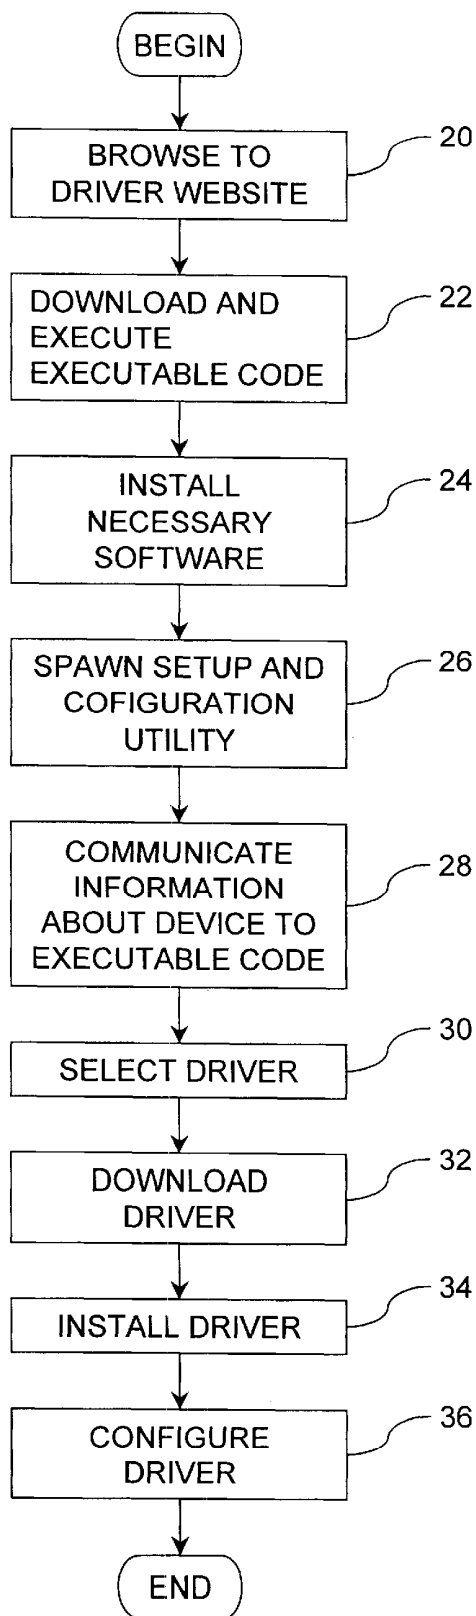 BEGIN
BROWSE TO
DRIVER WEBSITE
20
DOWNLOAD AND
EXECUTE
EXECUTABLE CODE
22
INSTALL
NECESSARY
SOFTWARE
24
SPAWN SETUP AND
COFIGURATION
UTILITY
26
COMMUNICATE
INFORMATION
ABOUT DEVICE TO
EXECUTABLE CODE
28
SELECT DRIVER
30
DOWNLOAD
DRIVER
32
INSTALL DRIVER
34
CONFIGURE
DRIVER
36
END